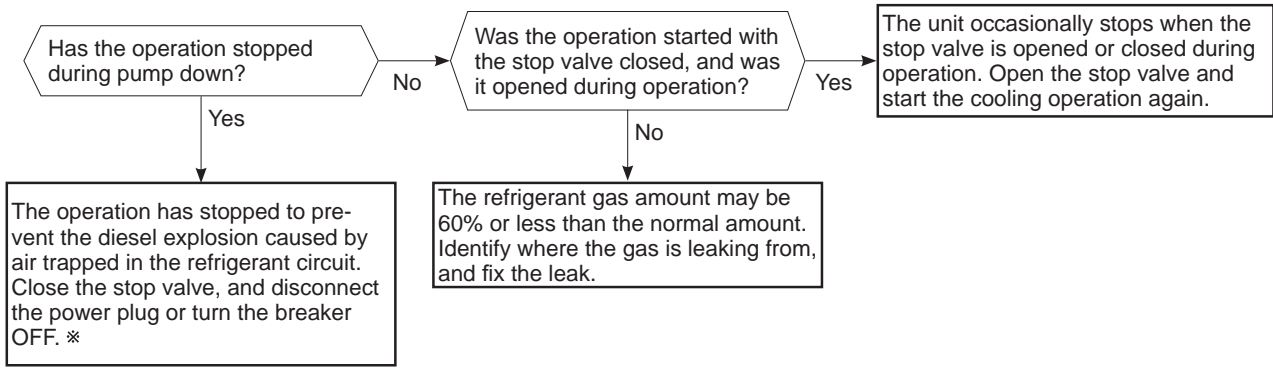 Has the operation stopped
during pump down?
No
Was the operation started with
the stop valve closed, and was
it opened during operation?
Yes
The unit occasionally stops when the
stop valve is opened or closed during
operation. Open the stop valve and
start the cooling operation again.
Yes
The operation has stopped to pre-
vent the diesel explosion caused by
air trapped in the refrigerant circuit.
Close the stop valve, and disconnect
the power plug or turn the breaker
OFF. ※
No
The refrigerant gas amount may be
60% or less than the normal amount.
Identify where the gas is leaking from,
and fix the leak.